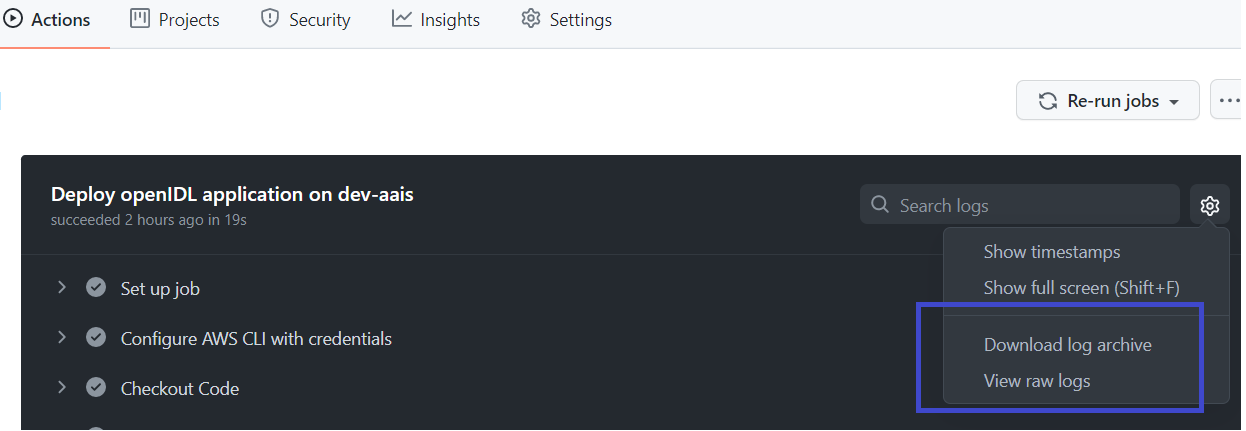 Actions Projects Security Insights Settings
Re-run jobs
Deploy openIDL application on dev-aais
succeeded 2 hours ago in 19s
Search logs
Show timestamps
Show full screen (Shift+F)
Download log archive
View raw logs
Set up job
Configure AWS CLI with credentials
Checkout Code